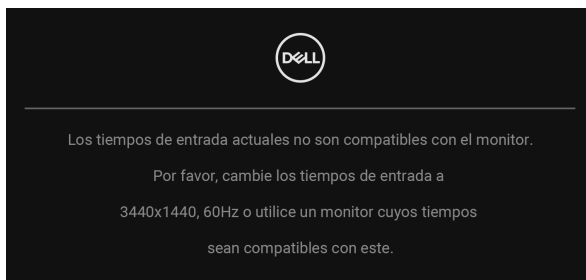 DELL
Los tiempos de entrada actuales no son compatibles con el monitor.
Por favor, cambie los tiempos de entrada a
3440x1440, 60Hz o utilice un monitor cuyos tiempos
sean compatibles con este.